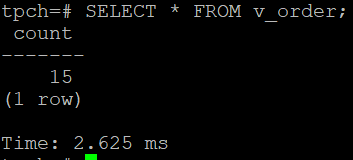 tpch=# SELECT * FROM v_order;
count
-------
15
(1 row)
Time: 2.625 ms